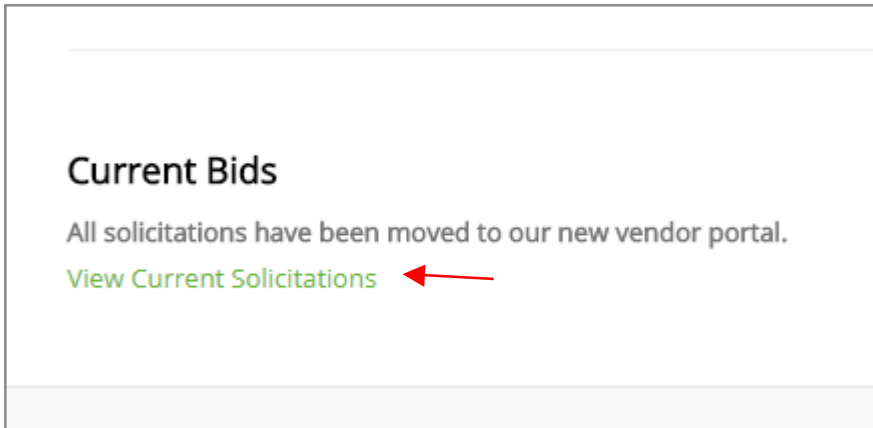 Current Bids
All solicitations have been moved to our new vendor portal.
View Current Solicitations